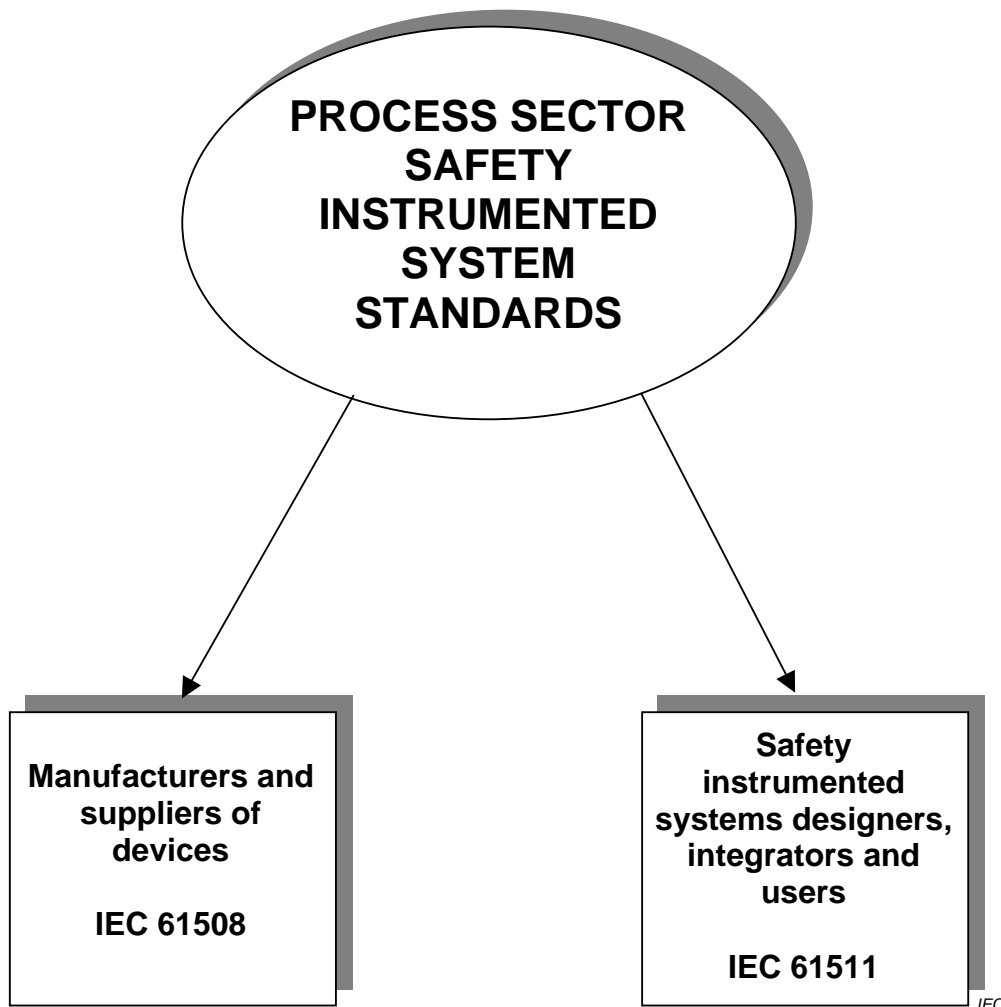 PROCESS SECTOR
SAFETY
INSTRUMENTED
SYSTEM
STANDARDS
Manufacturers and
suppliers of
devices
IEC 61508
Safety
instrumented
systems designers,
integrators and
users
IEC 61511
IEC